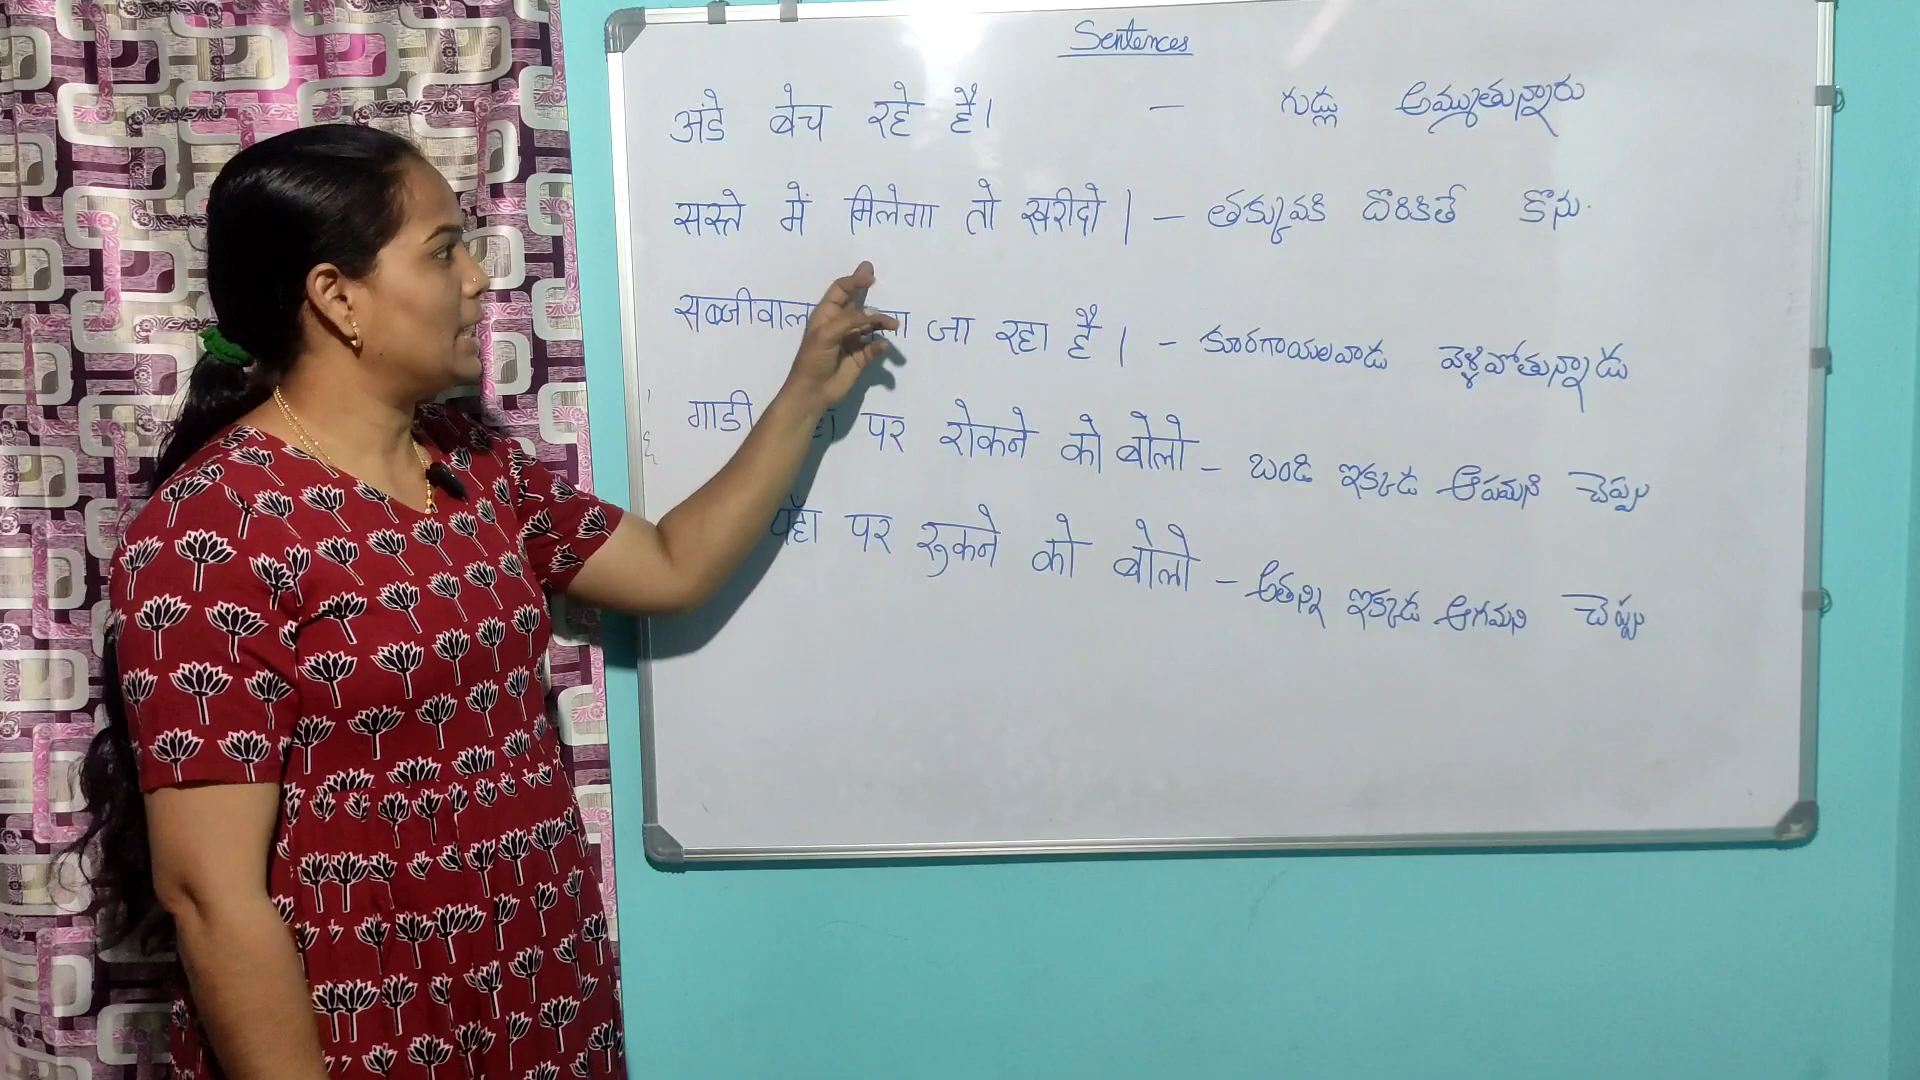 Sentences
अंडे बेच रहे हैं। - గుడ్లు అమ్ముతున్నారు
सस्ते में मिलेगा तो खरीदो | - తక్కువకి దొరికితే కొను.
जा रहा है | - కూరగాయలవాడు వెళ్ళిపోతున్నాడు
गाडी पर रोकने को बोलो - బండి ఇక్కడ ఆపమని చెప్పు
यहाँ पर रुकने को बोलो - అతన్ని ఇక్కడ ఆగమని చెప్పు